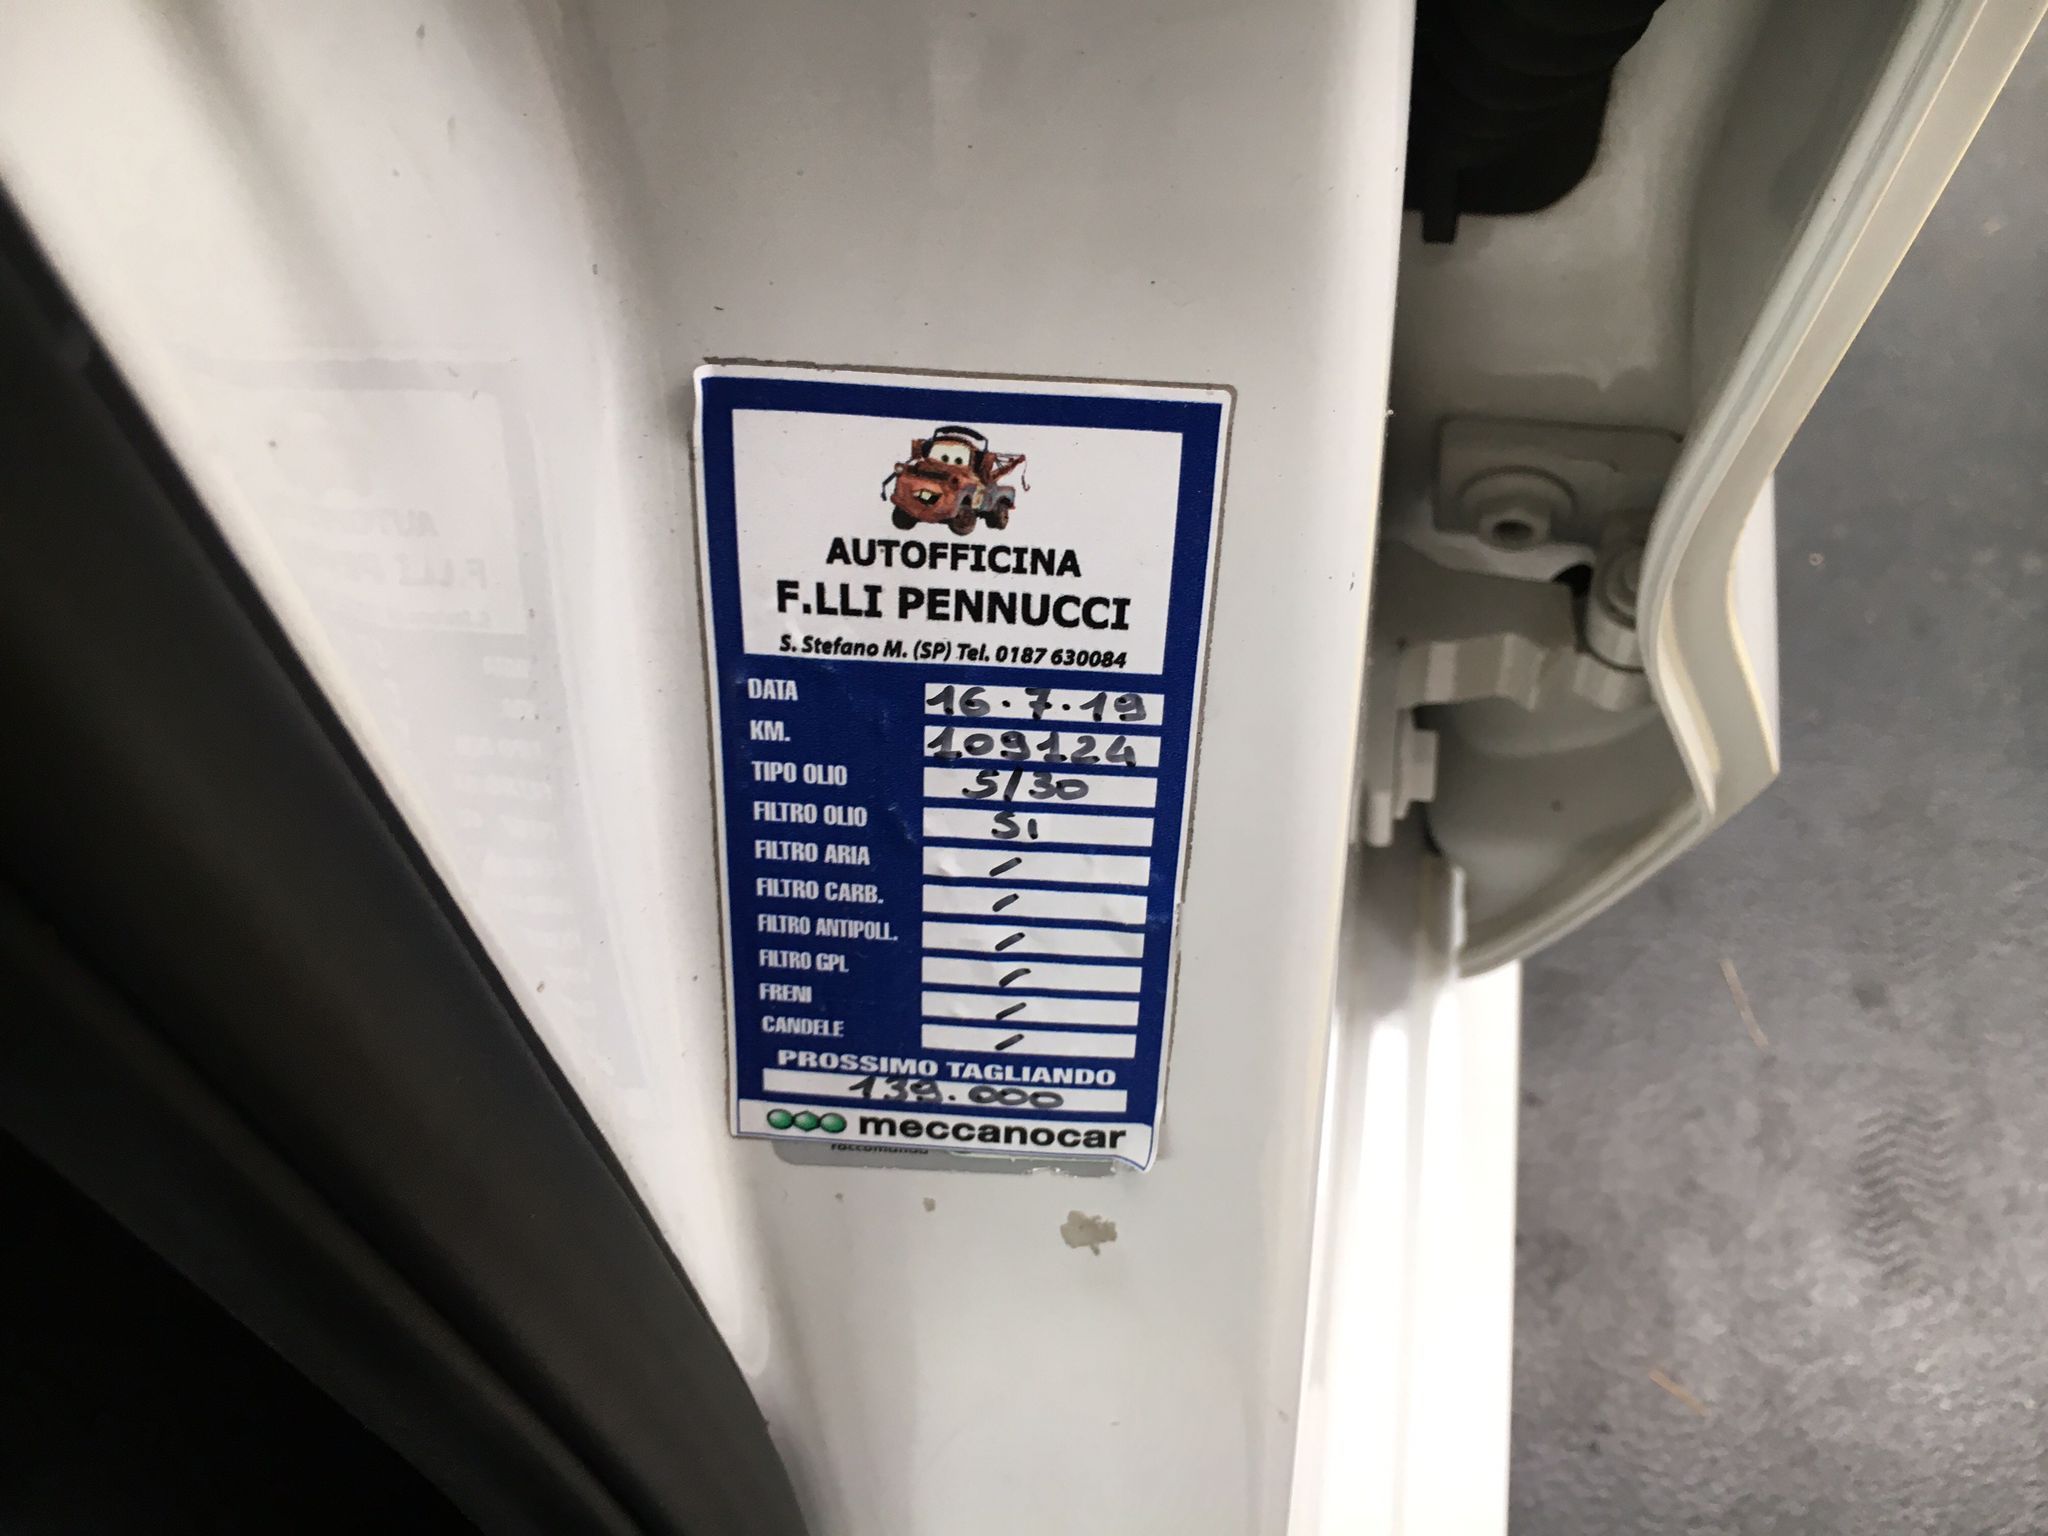 AUTOFFICINA
F.LLI PENNUCCI
S. Stefano M. (SP) Tel. 0187 630084
DATA 16.7.19
KM. 109124
TIPO OLIO 5/30
FILTRO OLIO Si
FILTRO ARIA /
FILTRO CARB. /
FILTRO ANTIPOLL. /
FILTRO GPL /
FRENI /
CANDELE /
PROSSIMO TAGLIANDO
139.000
meccanocar
raccomanda